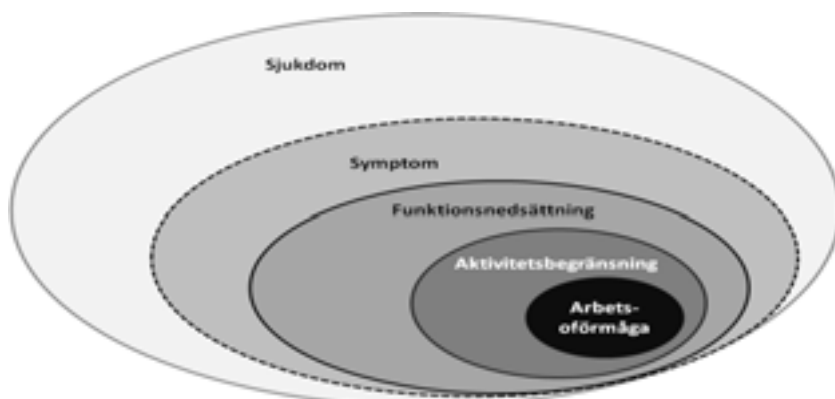 Sjukdom
Symptom
Funktionsnedsättning
Aktivitetsbegränsning
Arbets-
oförmåga